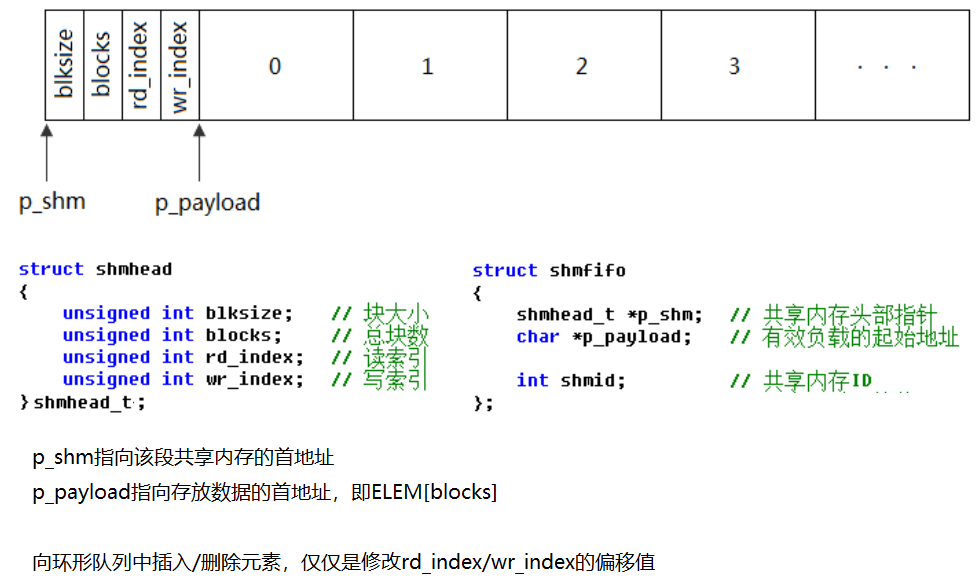 blksize
blocks
rd_index
wr_index
0
1
2
3
. . .
p_shm
p_payload
struct shmhead
{
unsigned int blksize; // 块大小
unsigned int blocks; // 总块数
unsigned int rd_index; // 读索引
unsigned int wr_index; // 写索引
}shmhead_t;
struct shmfifo
{
shmhead_t *p_shm; // 共享内存头部指针
char *p_payload; // 有效负载的起始地址
int shmid; // 共享内存ID
};
p_shm指向该段共享内存的首地址
p_payload指向存放数据的首地址，即ELEM[blocks]
向环形队列中插入/删除元素，仅仅是修改rd_index/wr_index的偏移值